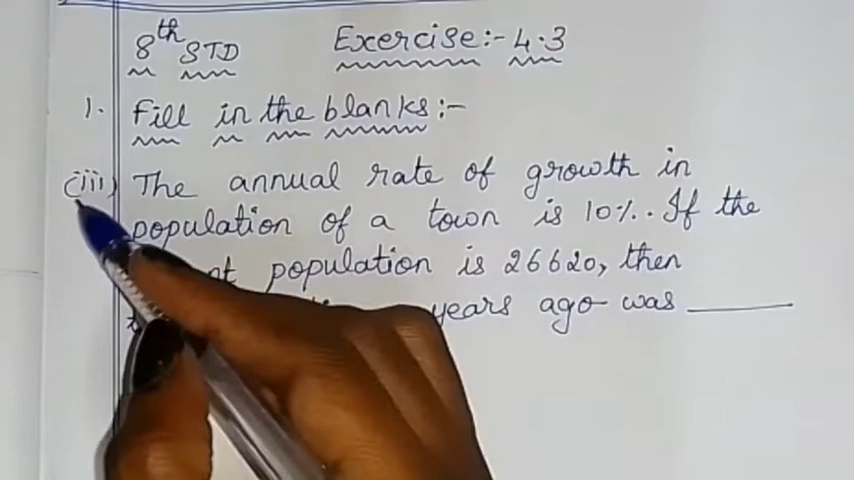 8th STD Exercise:- 4.3
1. Fill in the blanks:-
(iii) The annual rate of growth in
population of a town is 10%. If the
population is 26620, then
years ago was ______